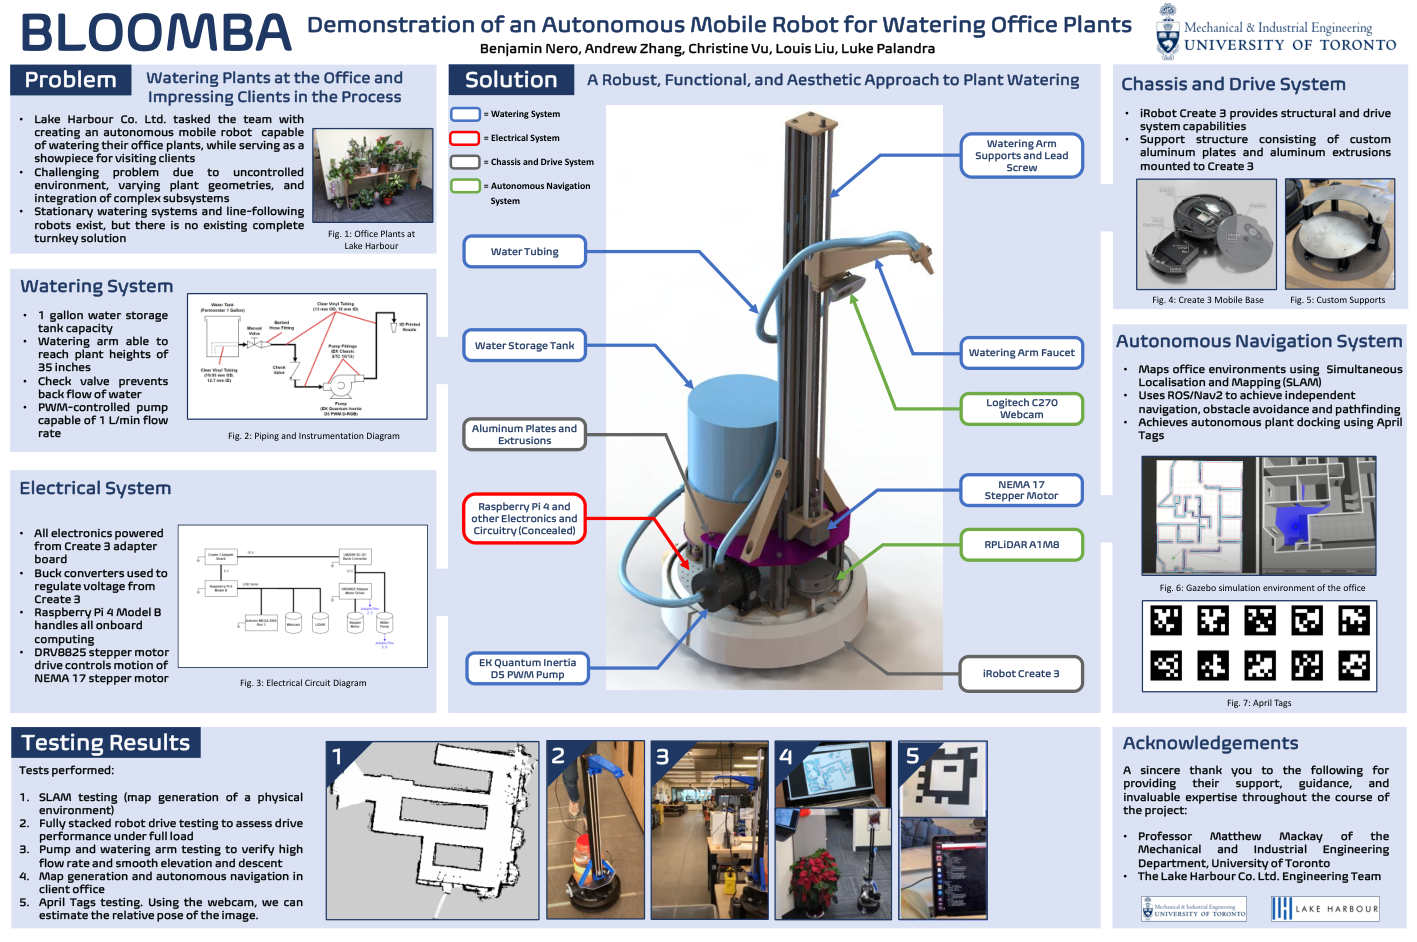 BLOOMBA
Demonstration of an Autonomous Mobile Robot for Watering Office Plants
Benjamin Nero, Andrew Zhang, Christine Vu, Louis Liu, Luke Palandra
Mechanical & Industrial Engineering
UNIVERSITY OF TORONTO
Problem
Watering Plants at the Office and
Impressing Clients in the Process
• Lake Harbour Co. Ltd. tasked the team with
creating an autonomous mobile robot capable
of watering their office plants, while serving as a
showpiece for visiting clients
• Challenging problem due to uncontrolled
environment, varying plant geometries, and
integration of complex subsystems
• Stationary watering systems and line-following
robots exist, but there is no existing complete
turnkey solution
Fig. 1: Office Plants at
Lake Harbour
Watering System
• 1 gallon water storage
tank capacity
• Watering arm able to
reach plant heights of
35 inches
• Check valve prevents
back flow of water
• PWM-controlled pump
capable of 1 L/min flow
rate
Water Tank
(Permastore 1 Gallon)
Clear Vinyl Tubing
Manual
Valve
Barbed
Hose Fitting
3D Printed
Nozzle
Pump Fittings
(EK Classic
Check
Valve
Clear Vinyl Tubing
Pump
(EK Quantum Inertia
D5 PWM D-RGB)
Fig. 2: Piping and Instrumentation Diagram
Electrical System
• All electronics powered
from Create 3 adapter
board
• Buck converters used to
regulate voltage from
Create 3
• Raspberry Pi 4 Model B
handles all onboard
computing
• DRV8825 stepper motor
drive controls motion of
NEMA 17 stepper motor
Create 3 Adapter
Board
Raspberry Pi 4
Model B
DRV8825 Stepper
Motor Driver
Webcam
LiDAR
Stepper
Motor
Water
Pump
Fig. 3: Electrical Circuit Diagram
Solution
A Robust, Functional, and Aesthetic Approach to Plant Watering
= Watering System
= Electrical System
= Chassis and Drive System
= Autonomous Navigation
System
Watering Arm
Supports and Lead
Screw
Water Tubing
Water Storage Tank
Watering Arm Faucet
Logitech C270
Webcam
Aluminum Plates and
Extrusions
NEMA 17
Stepper Motor
Raspberry Pi 4 and
other Electronics and
Circuitry (Concealed)
RPLiDAR A1M8
EK Quantum Inertia
D5 PWM Pump
iRobot Create 3
Chassis and Drive System
• iRobot Create 3 provides structural and drive
system capabilities
• Support structure consisting of custom
aluminum plates and aluminum extrusions
mounted to Create 3
Fig. 4: Create 3 Mobile Base
Fig. 5: Custom Supports
Autonomous Navigation System
• Maps office environments using Simultaneous
Localisation and Mapping (SLAM)
• Uses ROS/Nav2 to achieve independent
navigation, obstacle avoidance and pathfinding
• Achieves autonomous plant docking using April
Tags
Fig. 6: Gazebo simulation environment of the office
Fig. 7: April Tags
Testing Results
Tests performed:
1. SLAM testing (map generation of a physical
environment)
2. Fully stacked robot drive testing to assess drive
performance under full load
3. Pump and watering arm testing to verify high
flow rate and smooth elevation and descent
4. Map generation and autonomous navigation in
client office
5. April Tags testing. Using the webcam, we can
estimate the relative pose of the image.
1
2
3
4
5
Acknowledgements
A sincere thank you to the following for
providing their support, guidance, and
invaluable expertise throughout the course of
the project:
• Professor Matthew Mackay of the
Mechanical and Industrial Engineering
Department, University of Toronto
• The Lake Harbour Co. Ltd. Engineering Team
Mechanical & Industrial Engineering
UNIVERSITY OF TORONTO
LAKE HARBOUR